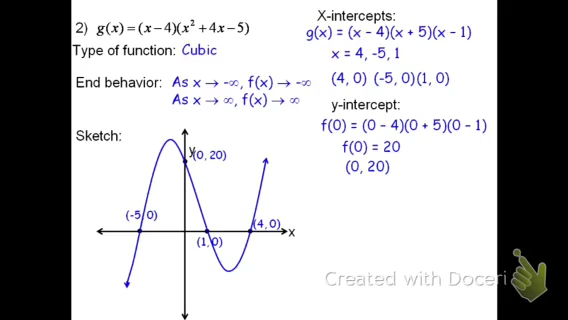 2) g(x) = (x − 4)(x² + 4x − 5)
Type of function: Cubic
End behavior: As x → -∞, f(x) → -∞
As x → ∞, f(x) → ∞
Sketch:
y
(0, 20)
(-5, 0)
(1, 0)
(4, 0)
x
X-intercepts:
g(x) = (x – 4)(x + 5)(x – 1)
x = 4, -5, 1
(4, 0) (-5, 0)(1, 0)
y-intercept:
f(0) = (0 – 4)(0 + 5)(0 – 1)
f(0) = 20
(0, 20)
Created with Doceri